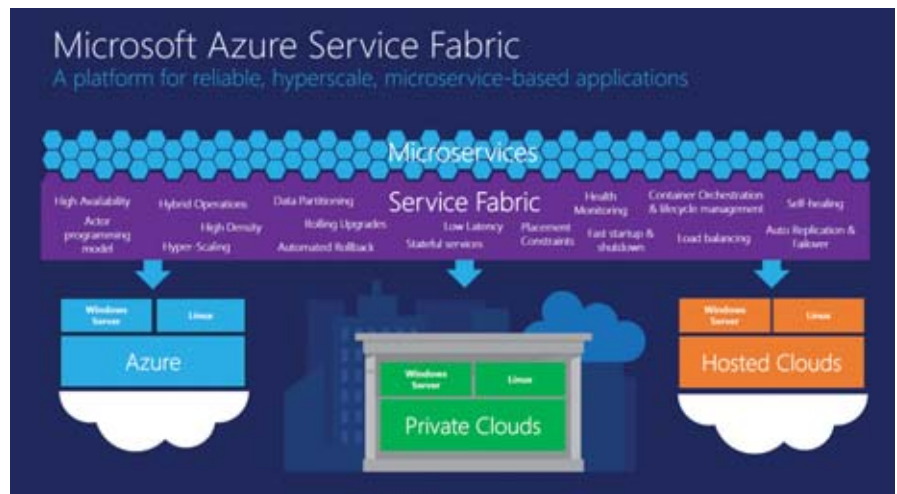 Microsoft Azure Service Fabric
A platform for reliable, hyperscale, microservice-based applications
Microservices
Service Fabric
High Availability
Hybrid Operations
Data Partitioning
Health
Monitoring
Container Orchestration
& lifecycle management
Self-healing
Actor
programming
model
High Density
Hyper-Scaling
Rolling Upgrades
Automated Rollback
Low Latency
Stateful services
Placement
Constraints
Fast startup &
shutdown
Load balancing
Auto Replication &
Failover
Windows
Server
Linux
Azure
Windows
Server
Linux
Private Clouds
Windows
Server
Linux
Hosted Clouds